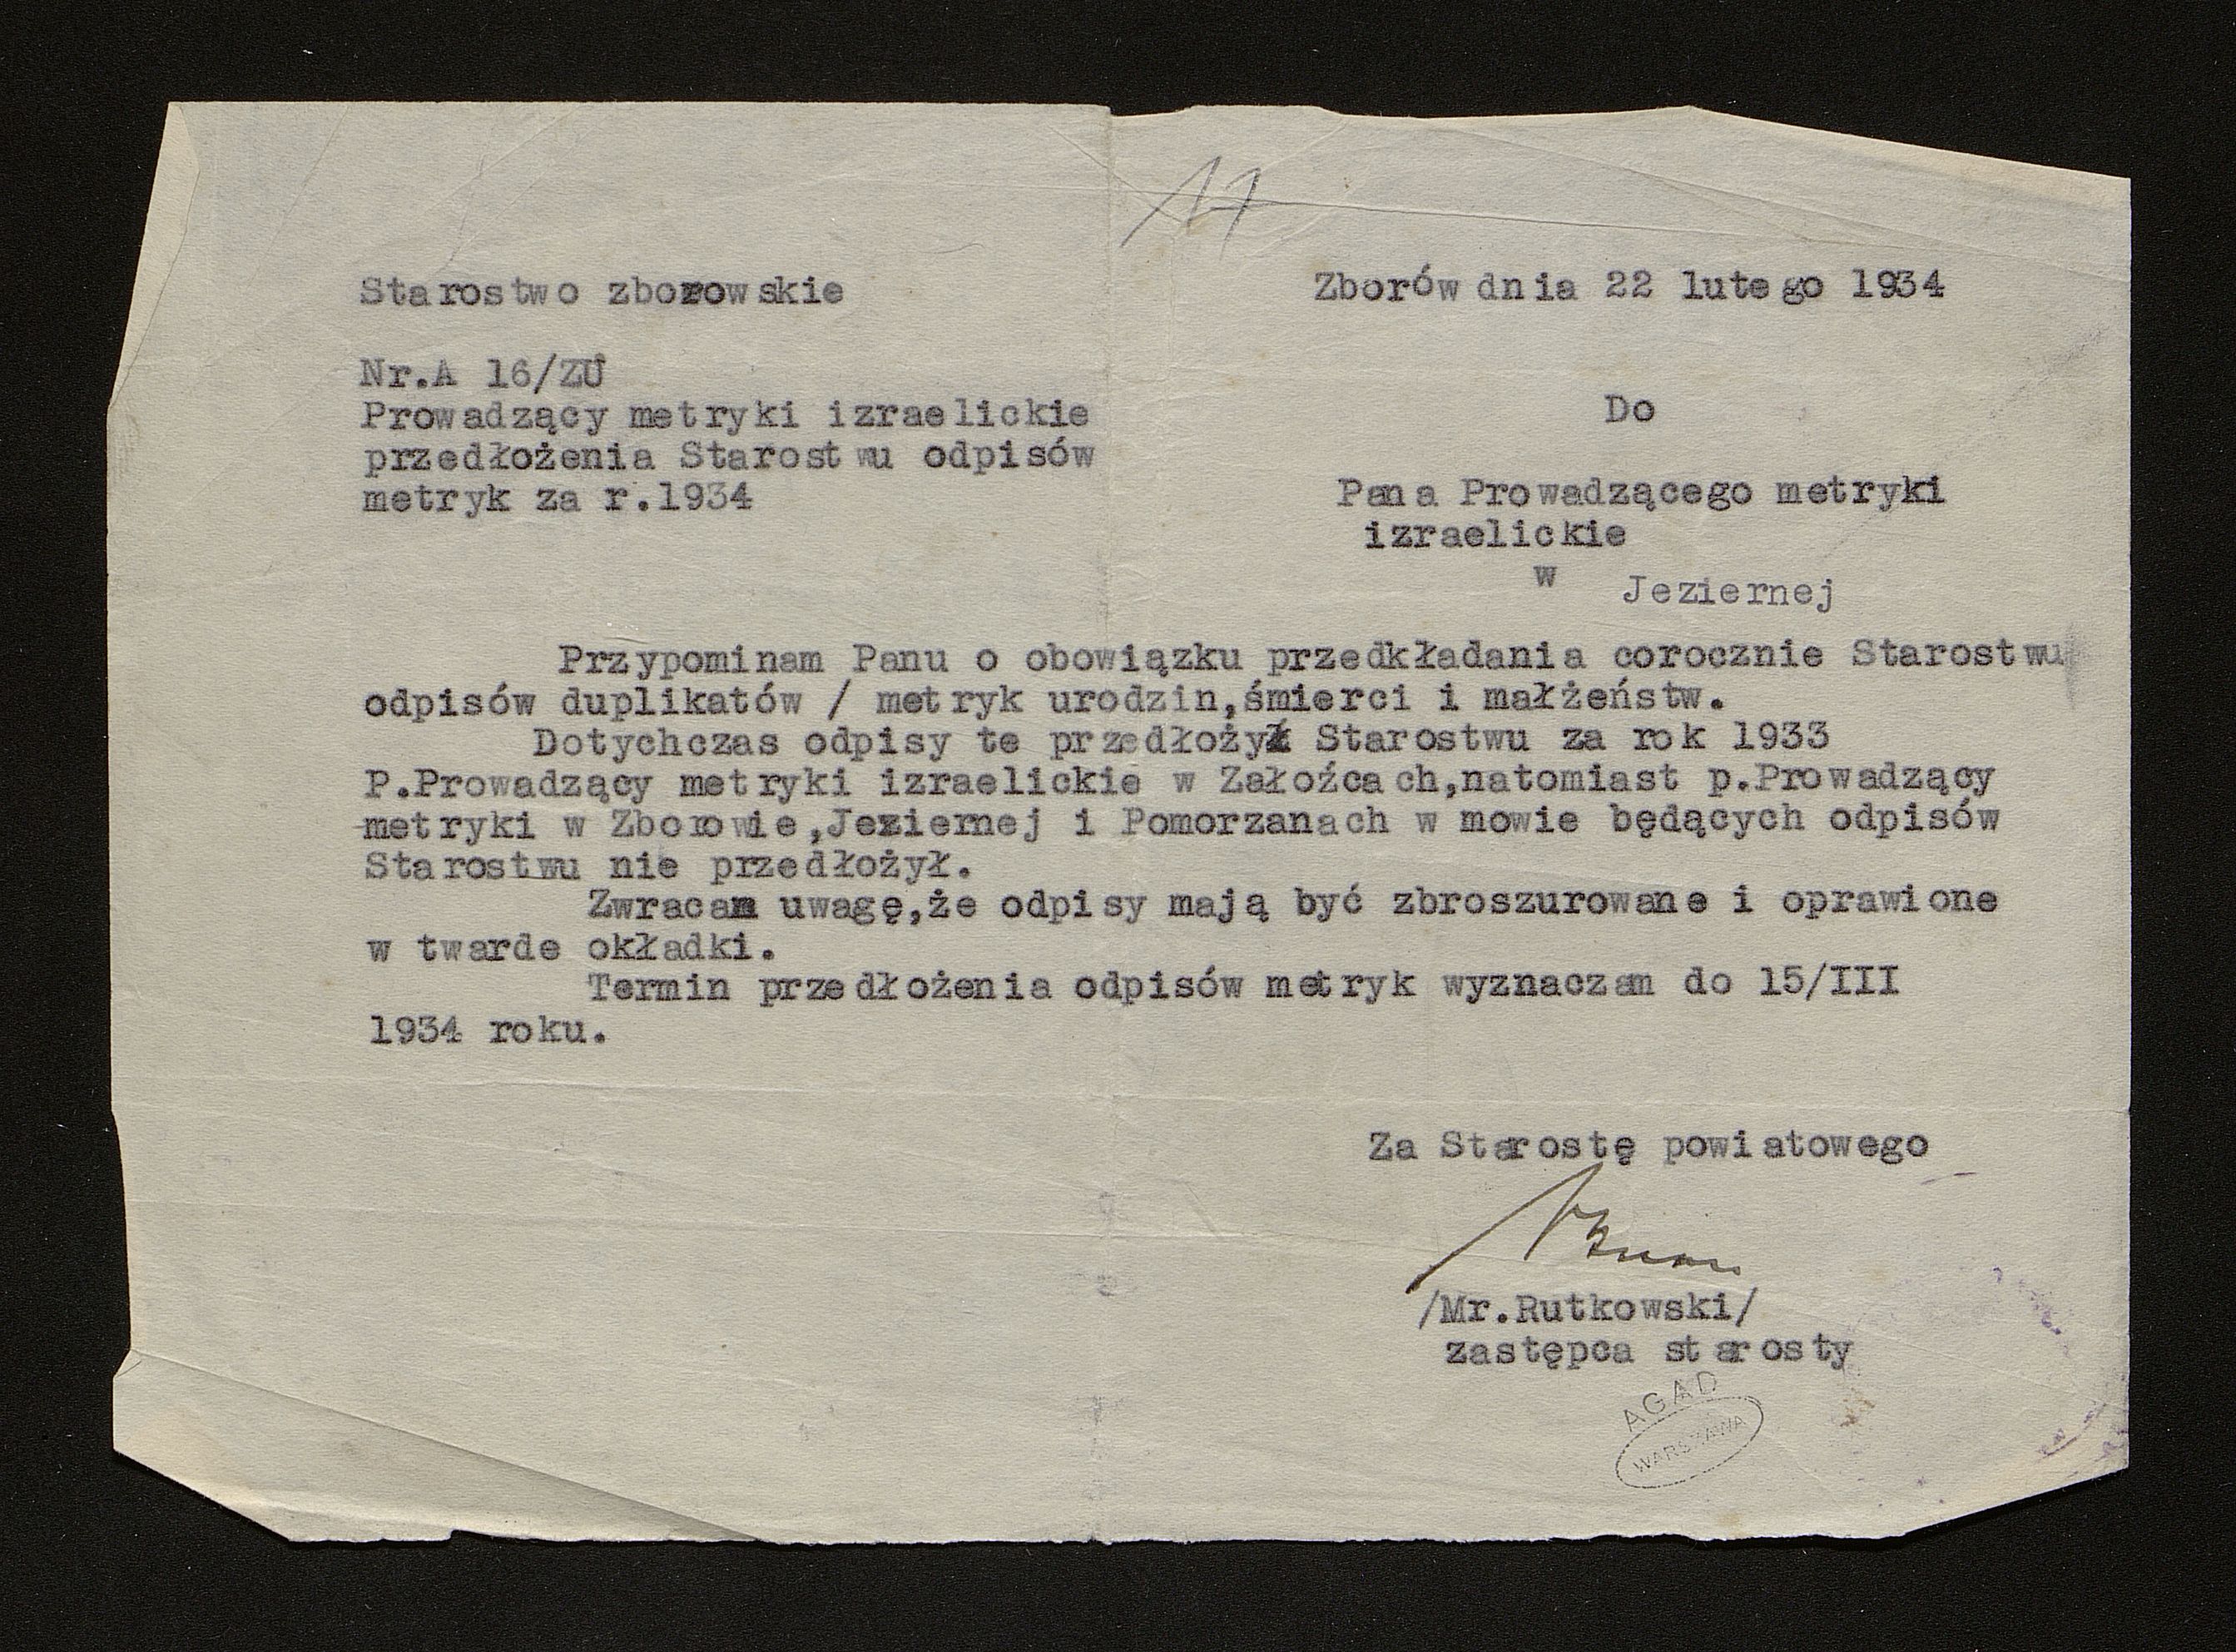 17
Starostwo zborowskie
Zborów dnia 22 lutego 1934
Nr.A 16/ZU
Prowadzący metryki izraelickie
przedłożenia Starostwu odpisów
metryk za r.1934
Do
Pana Prowadzącego metryki
izraelickie
w Jeziernej
Przypominam Panu o obowiązku przedkładania corocznie Starostwu
odpisów duplikatów / metryk urodzin,śmierci i małżeństw.
Dotychczas odpisy te przedłożył Starostwu za rok 1933
P.Prowadzący metryki izraelickie w Załoźcach,natomiast p.Prowadzący
metryki w Zborowie,Jeziernej i Pomorzanach w mowie będących odpisów
Starostwu nie przedłożył.
Zwracam uwagę,że odpisy mają być zbroszurowane i oprawione
w twarde okładki.
Termin przedłożenia odpisów metryk wyznaczam do 15/III
1934 roku.
Za Starostę powiatowego
/Mr.Rutkowski/
zastępca starosty
AGAD
WARSZAWA